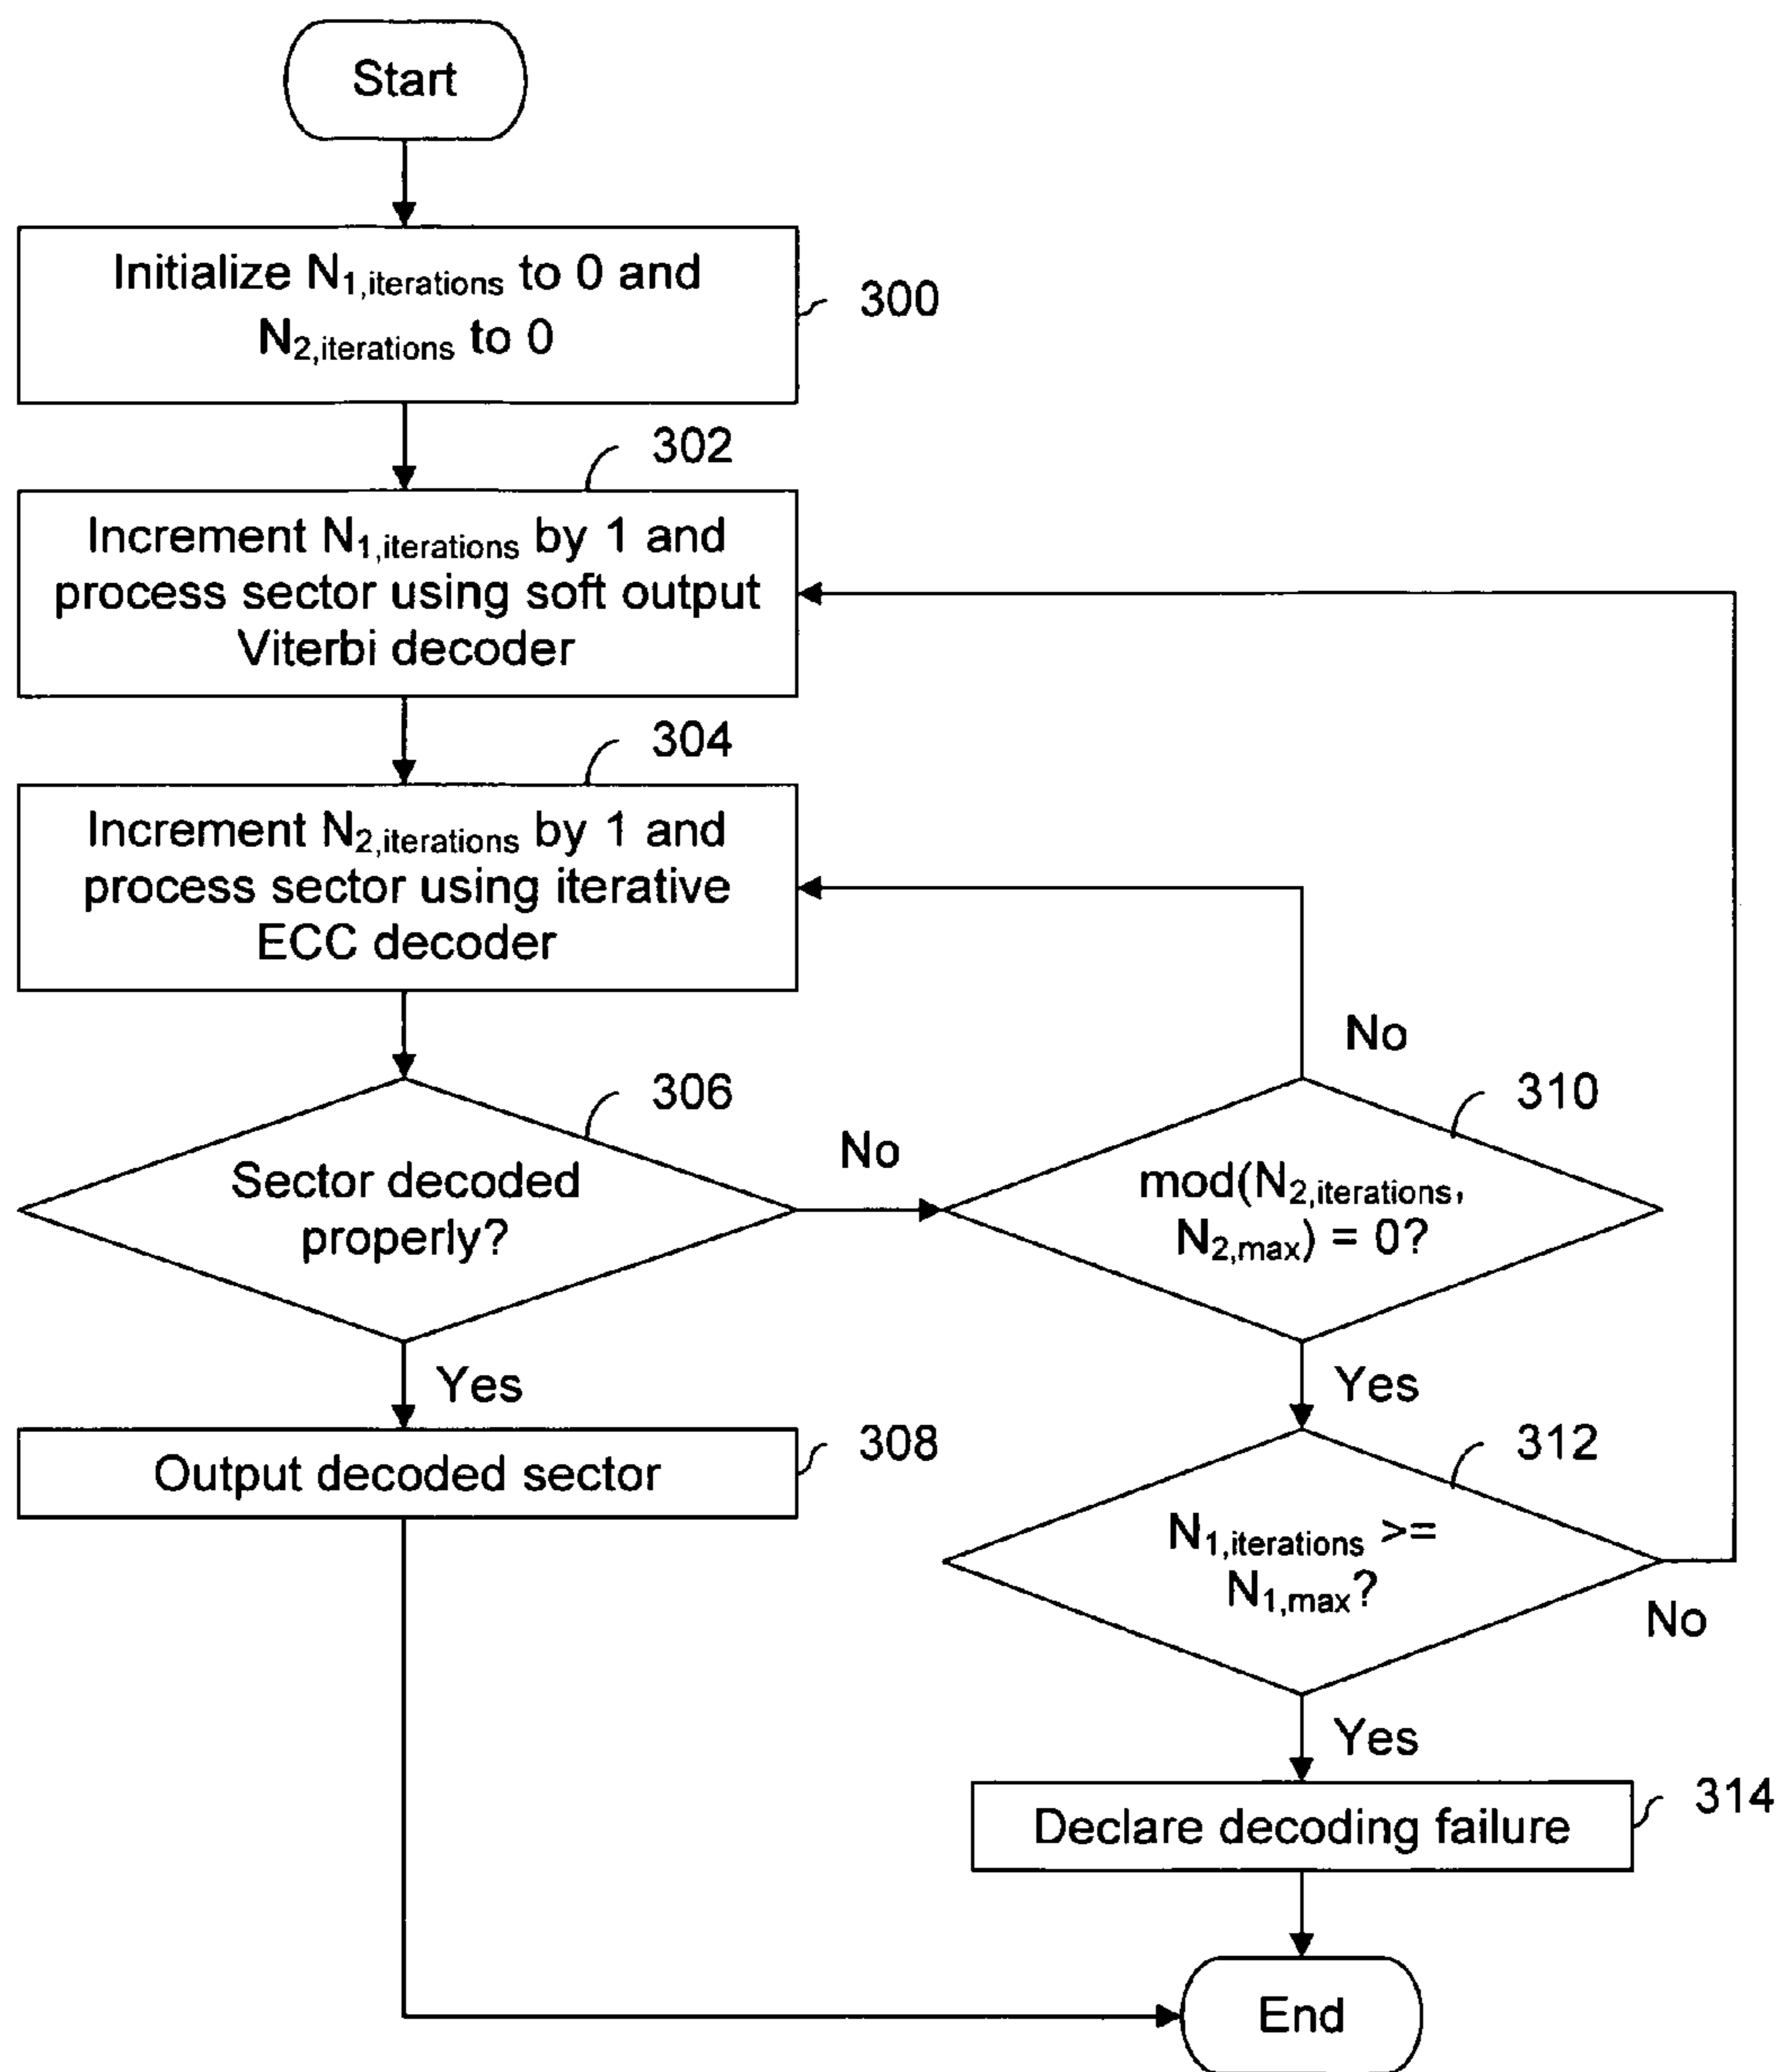 Start
Initialize N1,iterations to 0 and
N2,iterations to 0
300
302
Increment N1,iterations by 1 and
process sector using soft output
Viterbi decoder
304
Increment N2,iterations by 1 and
process sector using iterative
ECC decoder
No
306
310
Sector decoded
properly?
No
mod(N2,iterations,
N2,max) = 0?
Yes
Yes
Output decoded sector
308
312
N1,iterations >=
N1,max?
No
Yes
Declare decoding failure
314
End